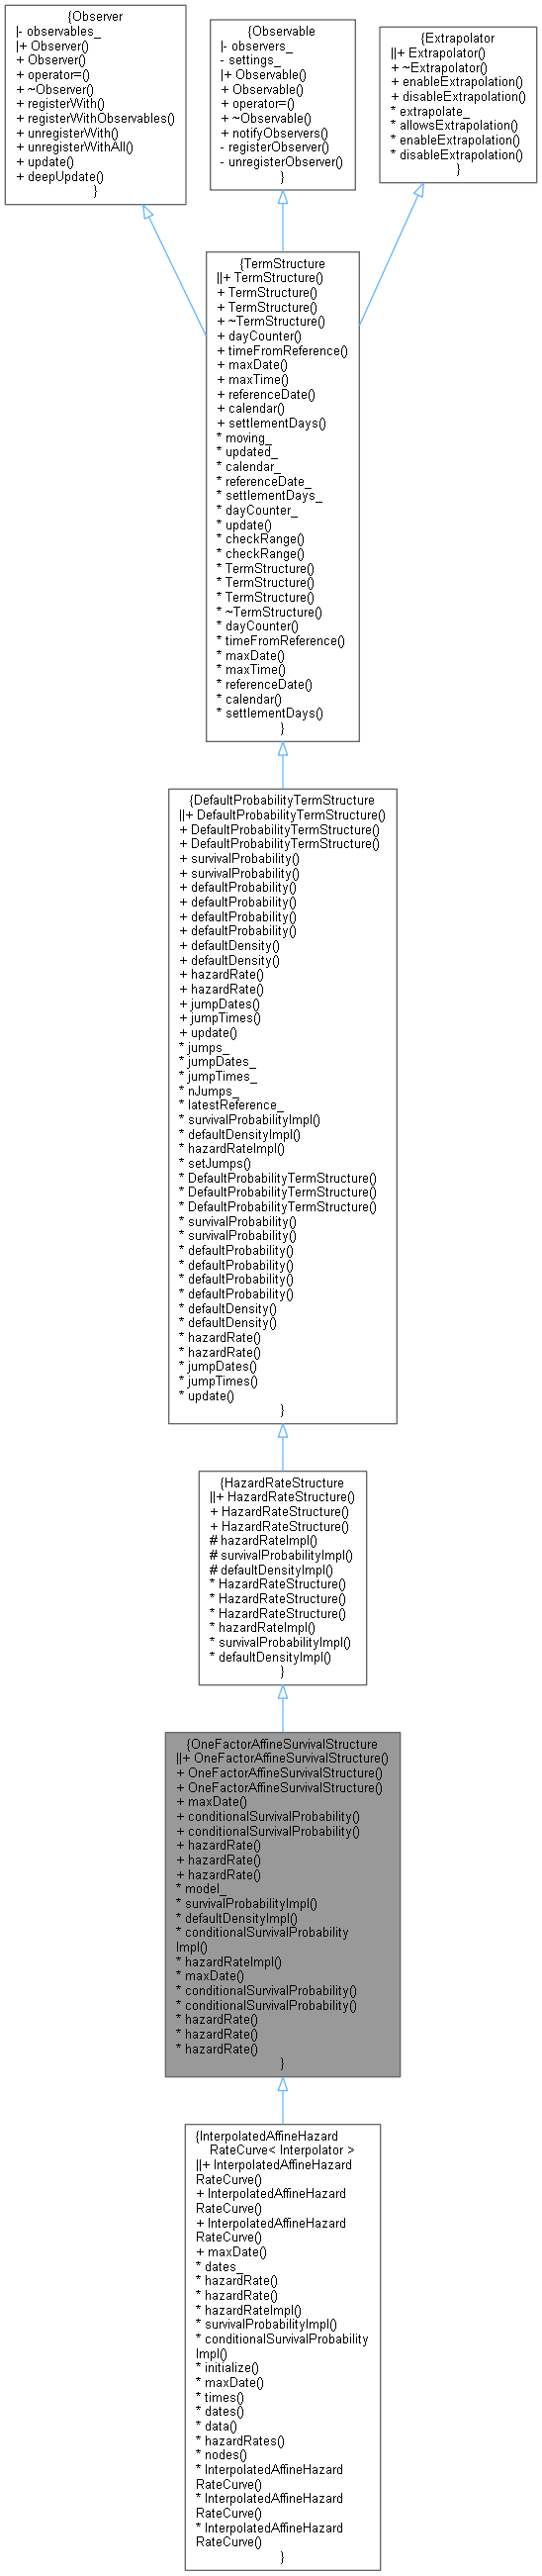 {Observer
|- observables_
|+ Observer()
+ Observer()
+ operator=()
+ ~Observer()
+ registerWith()
+ registerWithObservables()
+ unregisterWith()
+ unregisterWithAll()
+ update()
+ deepUpdate()
}
{Observable
|- observers_
- settings_
|+ Observable()
+ Observable()
+ operator=()
+ ~Observable()
+ notifyObservers()
- registerObserver()
- unregisterObserver()
}
{Extrapolator
||+ Extrapolator()
+ ~Extrapolator()
+ enableExtrapolation()
+ disableExtrapolation()
* extrapolate_
* allowsExtrapolation()
* enableExtrapolation()
* disableExtrapolation()
}
{TermStructure
||+ TermStructure()
+ TermStructure()
+ TermStructure()
+ ~TermStructure()
+ dayCounter()
+ timeFromReference()
+ maxDate()
+ maxTime()
+ referenceDate()
+ calendar()
+ settlementDays()
* moving_
* updated_
* calendar_
* referenceDate_
* settlementDays_
* dayCounter_
* update()
* checkRange()
* checkRange()
* TermStructure()
* TermStructure()
* TermStructure()
* ~TermStructure()
* dayCounter()
* timeFromReference()
* maxDate()
* maxTime()
* referenceDate()
* calendar()
* settlementDays()
}
{DefaultProbabilityTermStructure
||+ DefaultProbabilityTermStructure()
+ DefaultProbabilityTermStructure()
+ DefaultProbabilityTermStructure()
+ survivalProbability()
+ survivalProbability()
+ defaultProbability()
+ defaultProbability()
+ defaultProbability()
+ defaultProbability()
+ defaultDensity()
+ defaultDensity()
+ hazardRate()
+ hazardRate()
+ jumpDates()
+ jumpTimes()
+ update()
* jumps_
* jumpDates_
* jumpTimes_
* nJumps_
* latestReference_
* survivalProbabilityImpl()
* defaultDensityImpl()
* hazardRateImpl()
* setJumps()
* DefaultProbabilityTermStructure()
* DefaultProbabilityTermStructure()
* DefaultProbabilityTermStructure()
* survivalProbability()
* survivalProbability()
* defaultProbability()
* defaultProbability()
* defaultProbability()
* defaultProbability()
* defaultDensity()
* defaultDensity()
* hazardRate()
* hazardRate()
* jumpDates()
* jumpTimes()
* update()
}
{HazardRateStructure
||+ HazardRateStructure()
+ HazardRateStructure()
+ HazardRateStructure()
# hazardRateImpl()
# survivalProbabilityImpl()
# defaultDensityImpl()
* HazardRateStructure()
* HazardRateStructure()
* HazardRateStructure()
* hazardRateImpl()
* survivalProbabilityImpl()
* defaultDensityImpl()
}
{OneFactorAffineSurvivalStructure
||+ OneFactorAffineSurvivalStructure()
+ OneFactorAffineSurvivalStructure()
+ OneFactorAffineSurvivalStructure()
+ maxDate()
+ conditionalSurvivalProbability()
+ conditionalSurvivalProbability()
+ hazardRate()
+ hazardRate()
+ hazardRate()
* model_
* survivalProbabilityImpl()
* defaultDensityImpl()
* conditionalSurvivalProbability
Impl()
* hazardRateImpl()
* maxDate()
* conditionalSurvivalProbability()
* conditionalSurvivalProbability()
* hazardRate()
* hazardRate()
* hazardRate()
}
{InterpolatedAffineHazard
RateCurve< Interpolator >
||+ InterpolatedAffineHazard
RateCurve()
+ InterpolatedAffineHazard
RateCurve()
+ InterpolatedAffineHazard
RateCurve()
+ maxDate()
* dates_
* hazardRate()
* hazardRate()
* hazardRateImpl()
* survivalProbabilityImpl()
* conditionalSurvivalProbability
Impl()
* initialize()
* maxDate()
* times()
* dates()
* data()
* hazardRates()
* nodes()
* InterpolatedAffineHazard
RateCurve()
* InterpolatedAffineHazard
RateCurve()
* InterpolatedAffineHazard
RateCurve()
}